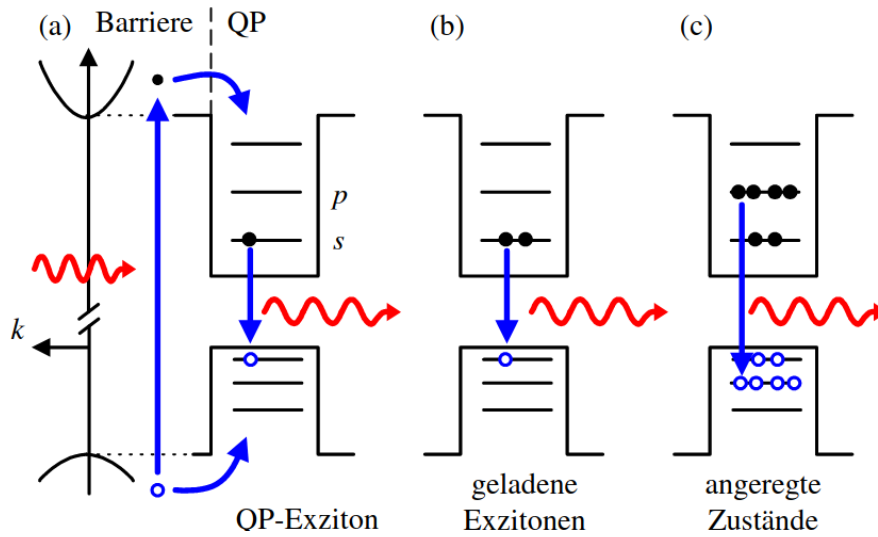 (a) Barriere QP (b) (c)
p
s
k
QP-Exziton
geladene
Exzitonen
angeregte
Zustände